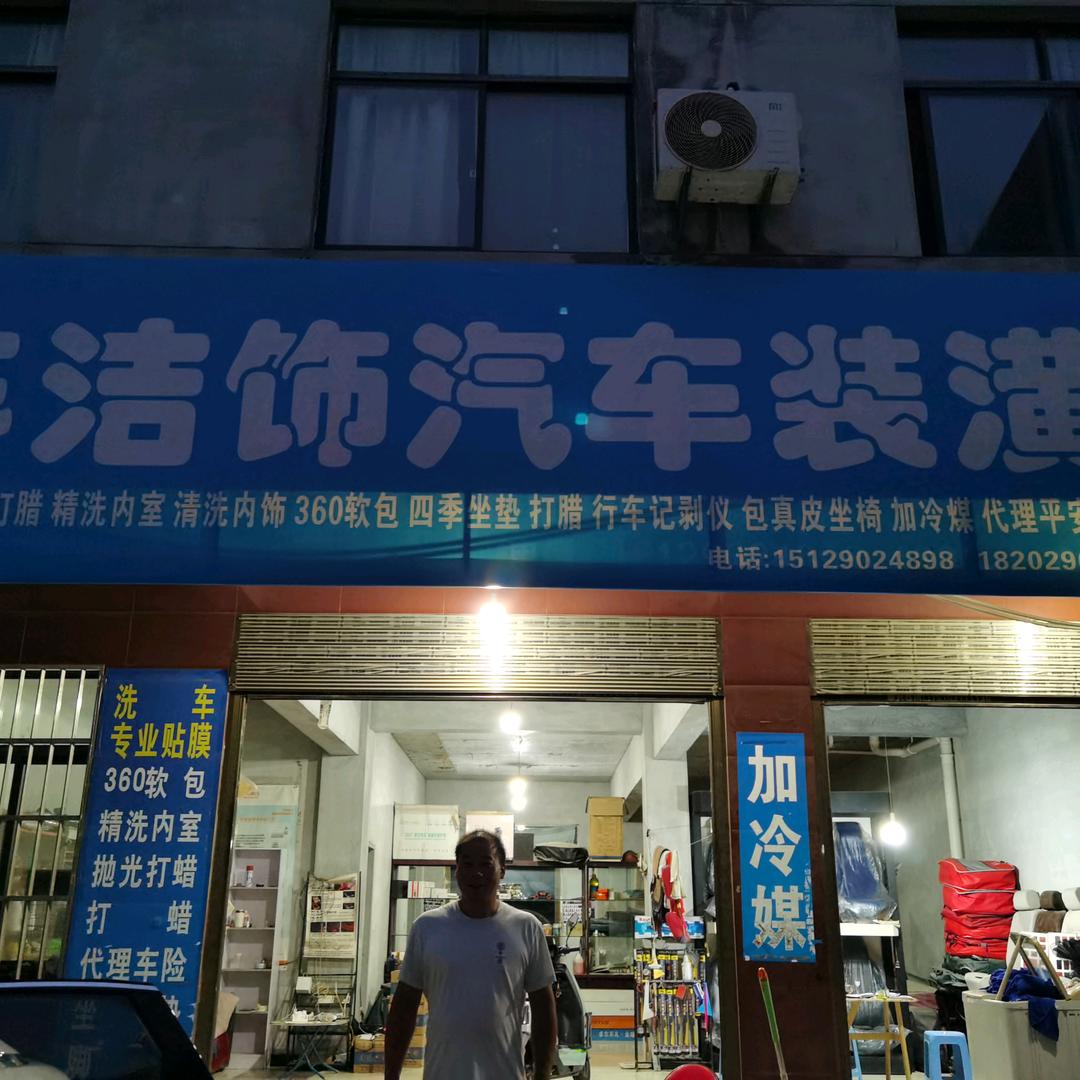 洁饰汽车装潢
打腊 精洗内室 清洗内饰 360软包 四季坐垫 打腊 行车记剥仪 包真皮坐椅 加冷媒 代理平安
电话:15129024898 182029
洗 车
专业贴膜
360软 包
精洗内室
抛光打蜡
打 蜡
代理车险
加冷媒